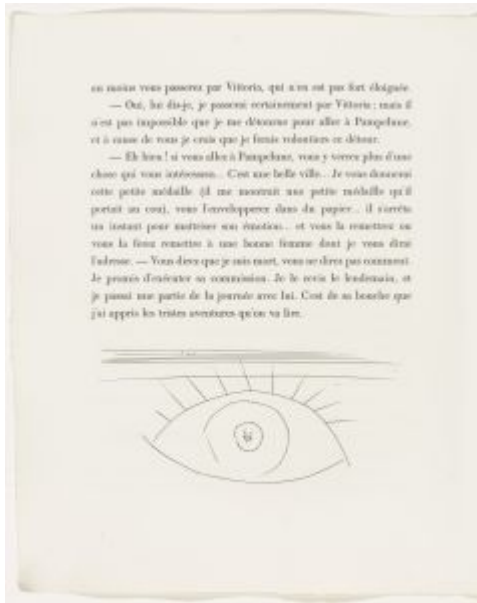 ou moins vous passerez par Vittoria, qui n'en est pas fort éloignée.
— Oui, lui dis-je, je passerai certainement par Vittoria ; mais il
n'est pas impossible que je me détourne pour aller à Pampelune,
et à cause de vous je crois que je ferais volontiers ce détour.
— Eh bien ! si vous allez à Pampelune, vous y verrez plus d'une
chose qui vous intéressera... C'est une belle ville... Je vous donnerai
cette petite médaille (il me montrait une petite médaille qu'il
portait au cou), vous l'envelopperez dans du papier... il s'arrêta
un instant pour maîtriser son émotion... et vous la remettrez ou
vous la ferez remettre à une bonne femme dont je vous dirai
l'adresse. — Vous direz que je suis mort, vous ne direz pas comment.
Je promis d'exécuter sa commission. Je le revis le lendemain, et
je passai une partie de la journée avec lui. C'est de sa bouche que
j'ai appris les tristes aventures qu'on va lire.